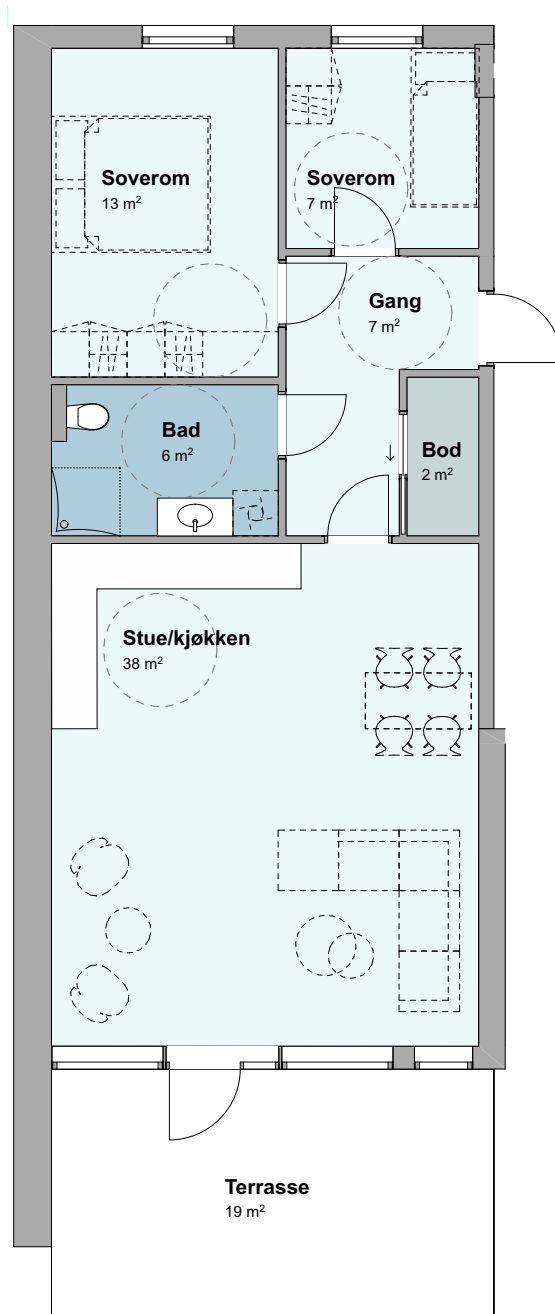 Soverom
13 m²
Soverom
7 m²
Gang
7 m²
Bad
6 m²
Bod
2 m²
Stue/kjøkken
38 m²
Terrasse
19 m²